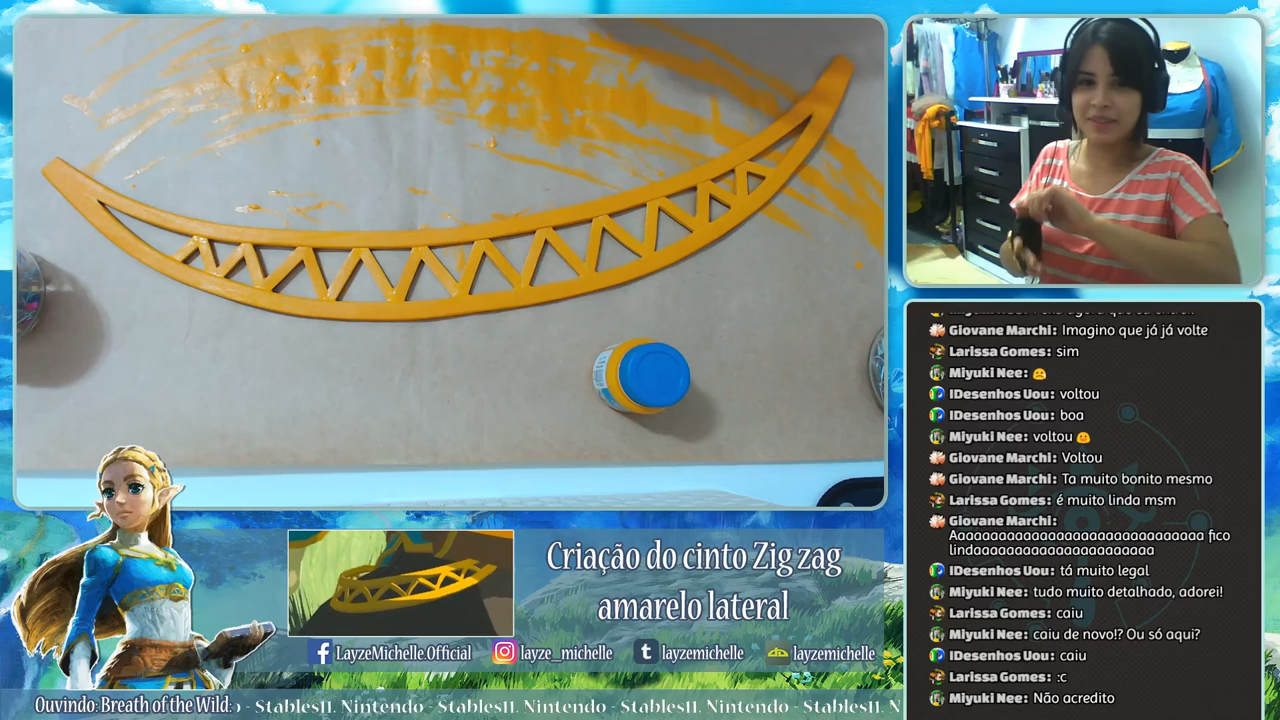 Giovane Marchi: Imagino que já já volte
Larissa Gomes: sim
Miyuki Nee:
IDesenhos Uou: voltou
IDesenhos Uou: boa
Miyuki Nee: voltou
Giovane Marchi: Voltou
Giovane Marchi: Ta muito bonito mesmo
Larissa Gomes: é muito linda msm
Giovane Marchi:
Aaaaaaaaaaaaaaaaaaaaaaaaaaaaaaa fico
lindaaaaaaaaaaaaaaaaaaaaaa
IDesenhos Uou: tá muito legal
Miyuki Nee: tudo muito detalhado, adorei!
Larissa Gomes: caiu
Miyuki Nee: caiu de novo!? Ou só aqui?
IDesenhos Uou: caiu
Larissa Gomes: :c
Miyuki Nee: Não acredito
Criação do cinto Zig zag
amarelo lateral
LayzeMichelle.Official
layze_michelle
layzemichelle
layzemichelle
Ouvindo: Breath of the Wild: - Stables11. Nintendo - Stables11. Nintendo - Stables11. Nintendo - Stables11. N